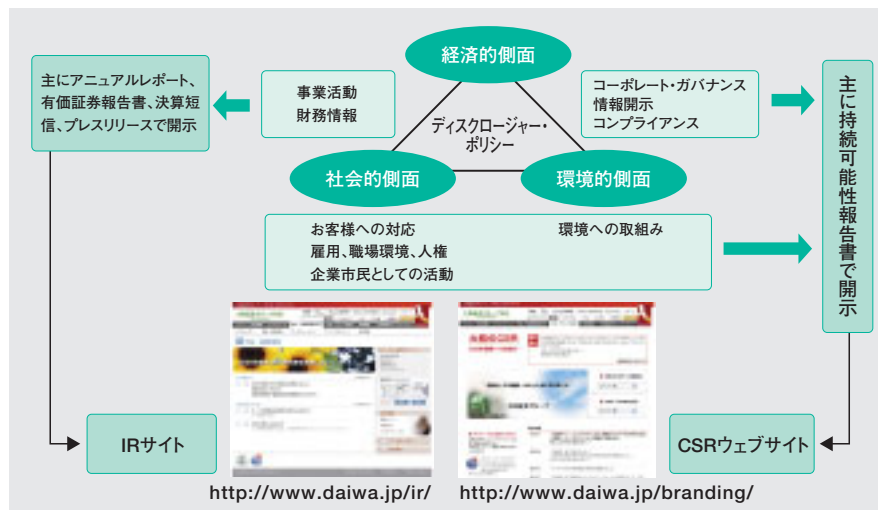 経済的側面
主にアニュアルレポート、
有価証券報告書、決算短
信、プレスリリースで開示
事業活動
財務情報
コーポレート・ガバナンス
情報開示
コンプライアンス
主に持続可能性報告書で開示
ディスクロージャー・
ポリシー
社会的側面
環境的側面
お客様への対応
雇用、職場環境、人権
企業市民としての活動
環境への取組み
IRサイト
CSRウェブサイト
http://www.daiwa.jp/ir/
http://www.daiwa.jp/branding/